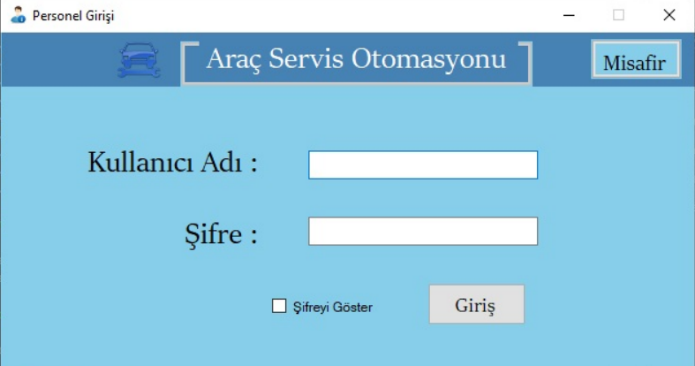 Personel Girişi
Araç Servis Otomasyonu
Misafir
Kullanıcı Adı :
Şifre :
Şifreyi Göster
Giriş